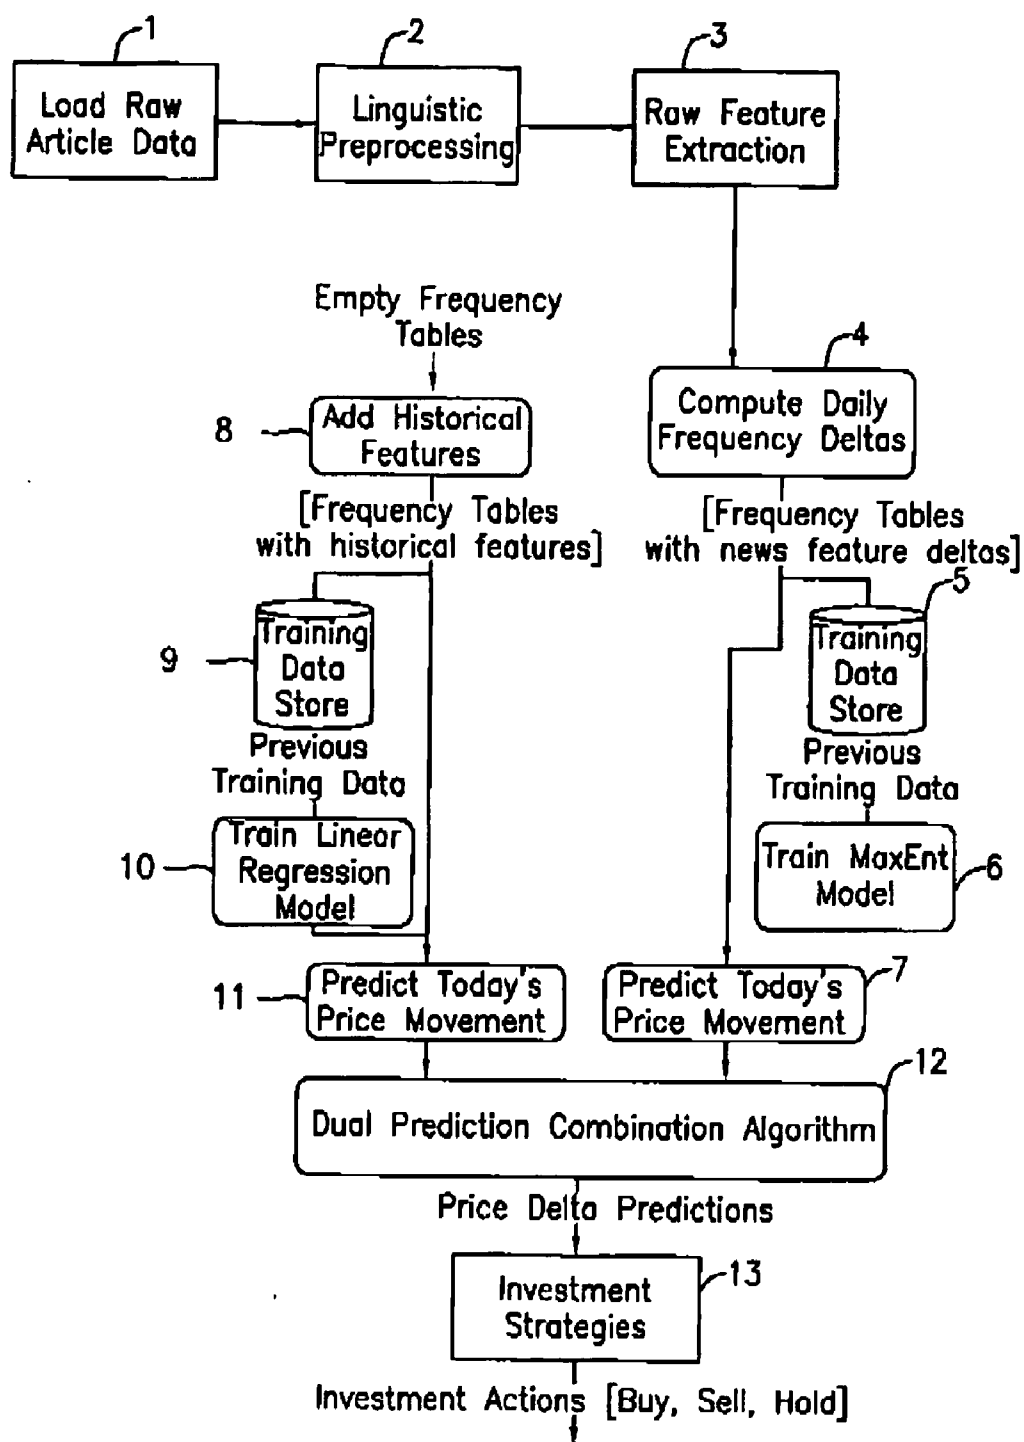 1
Load Raw
Article Data
2
Linguistic
Preprocessing
3
Raw Feature
Extraction
Empty Frequency
Tables
8
Add Historical
Features
[Frequency Tables
with historical features]
9
Training
Data
Store
Previous
Training Data
10
Train Linear
Regression
Model
11
Predict Today's
Price Movement
4
Compute Daily
Frequency Deltas
[Frequency Tables
with news feature deltas]
5
Training
Data
Store
Previous
Training Data
Train MaxEnt
Model
6
7
Predict Today's
Price Movement
12
Dual Prediction Combination Algorithm
Price Delta Predictions
13
Investment
Strategies
Investment Actions [Buy, Sell, Hold]